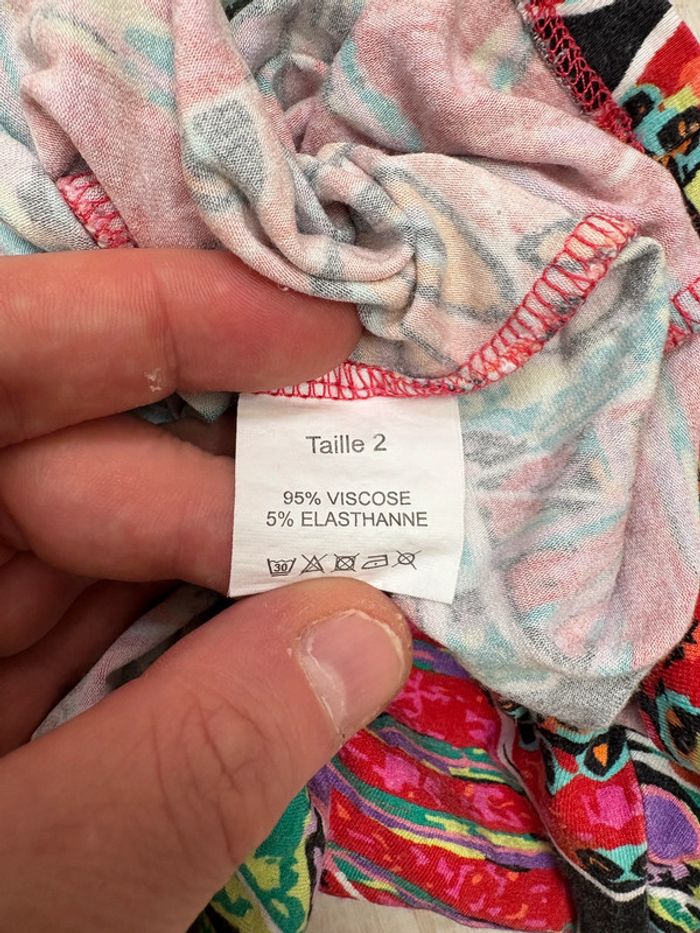 Taille 2
95% VISCOSE
5% ELASTHANNE
30